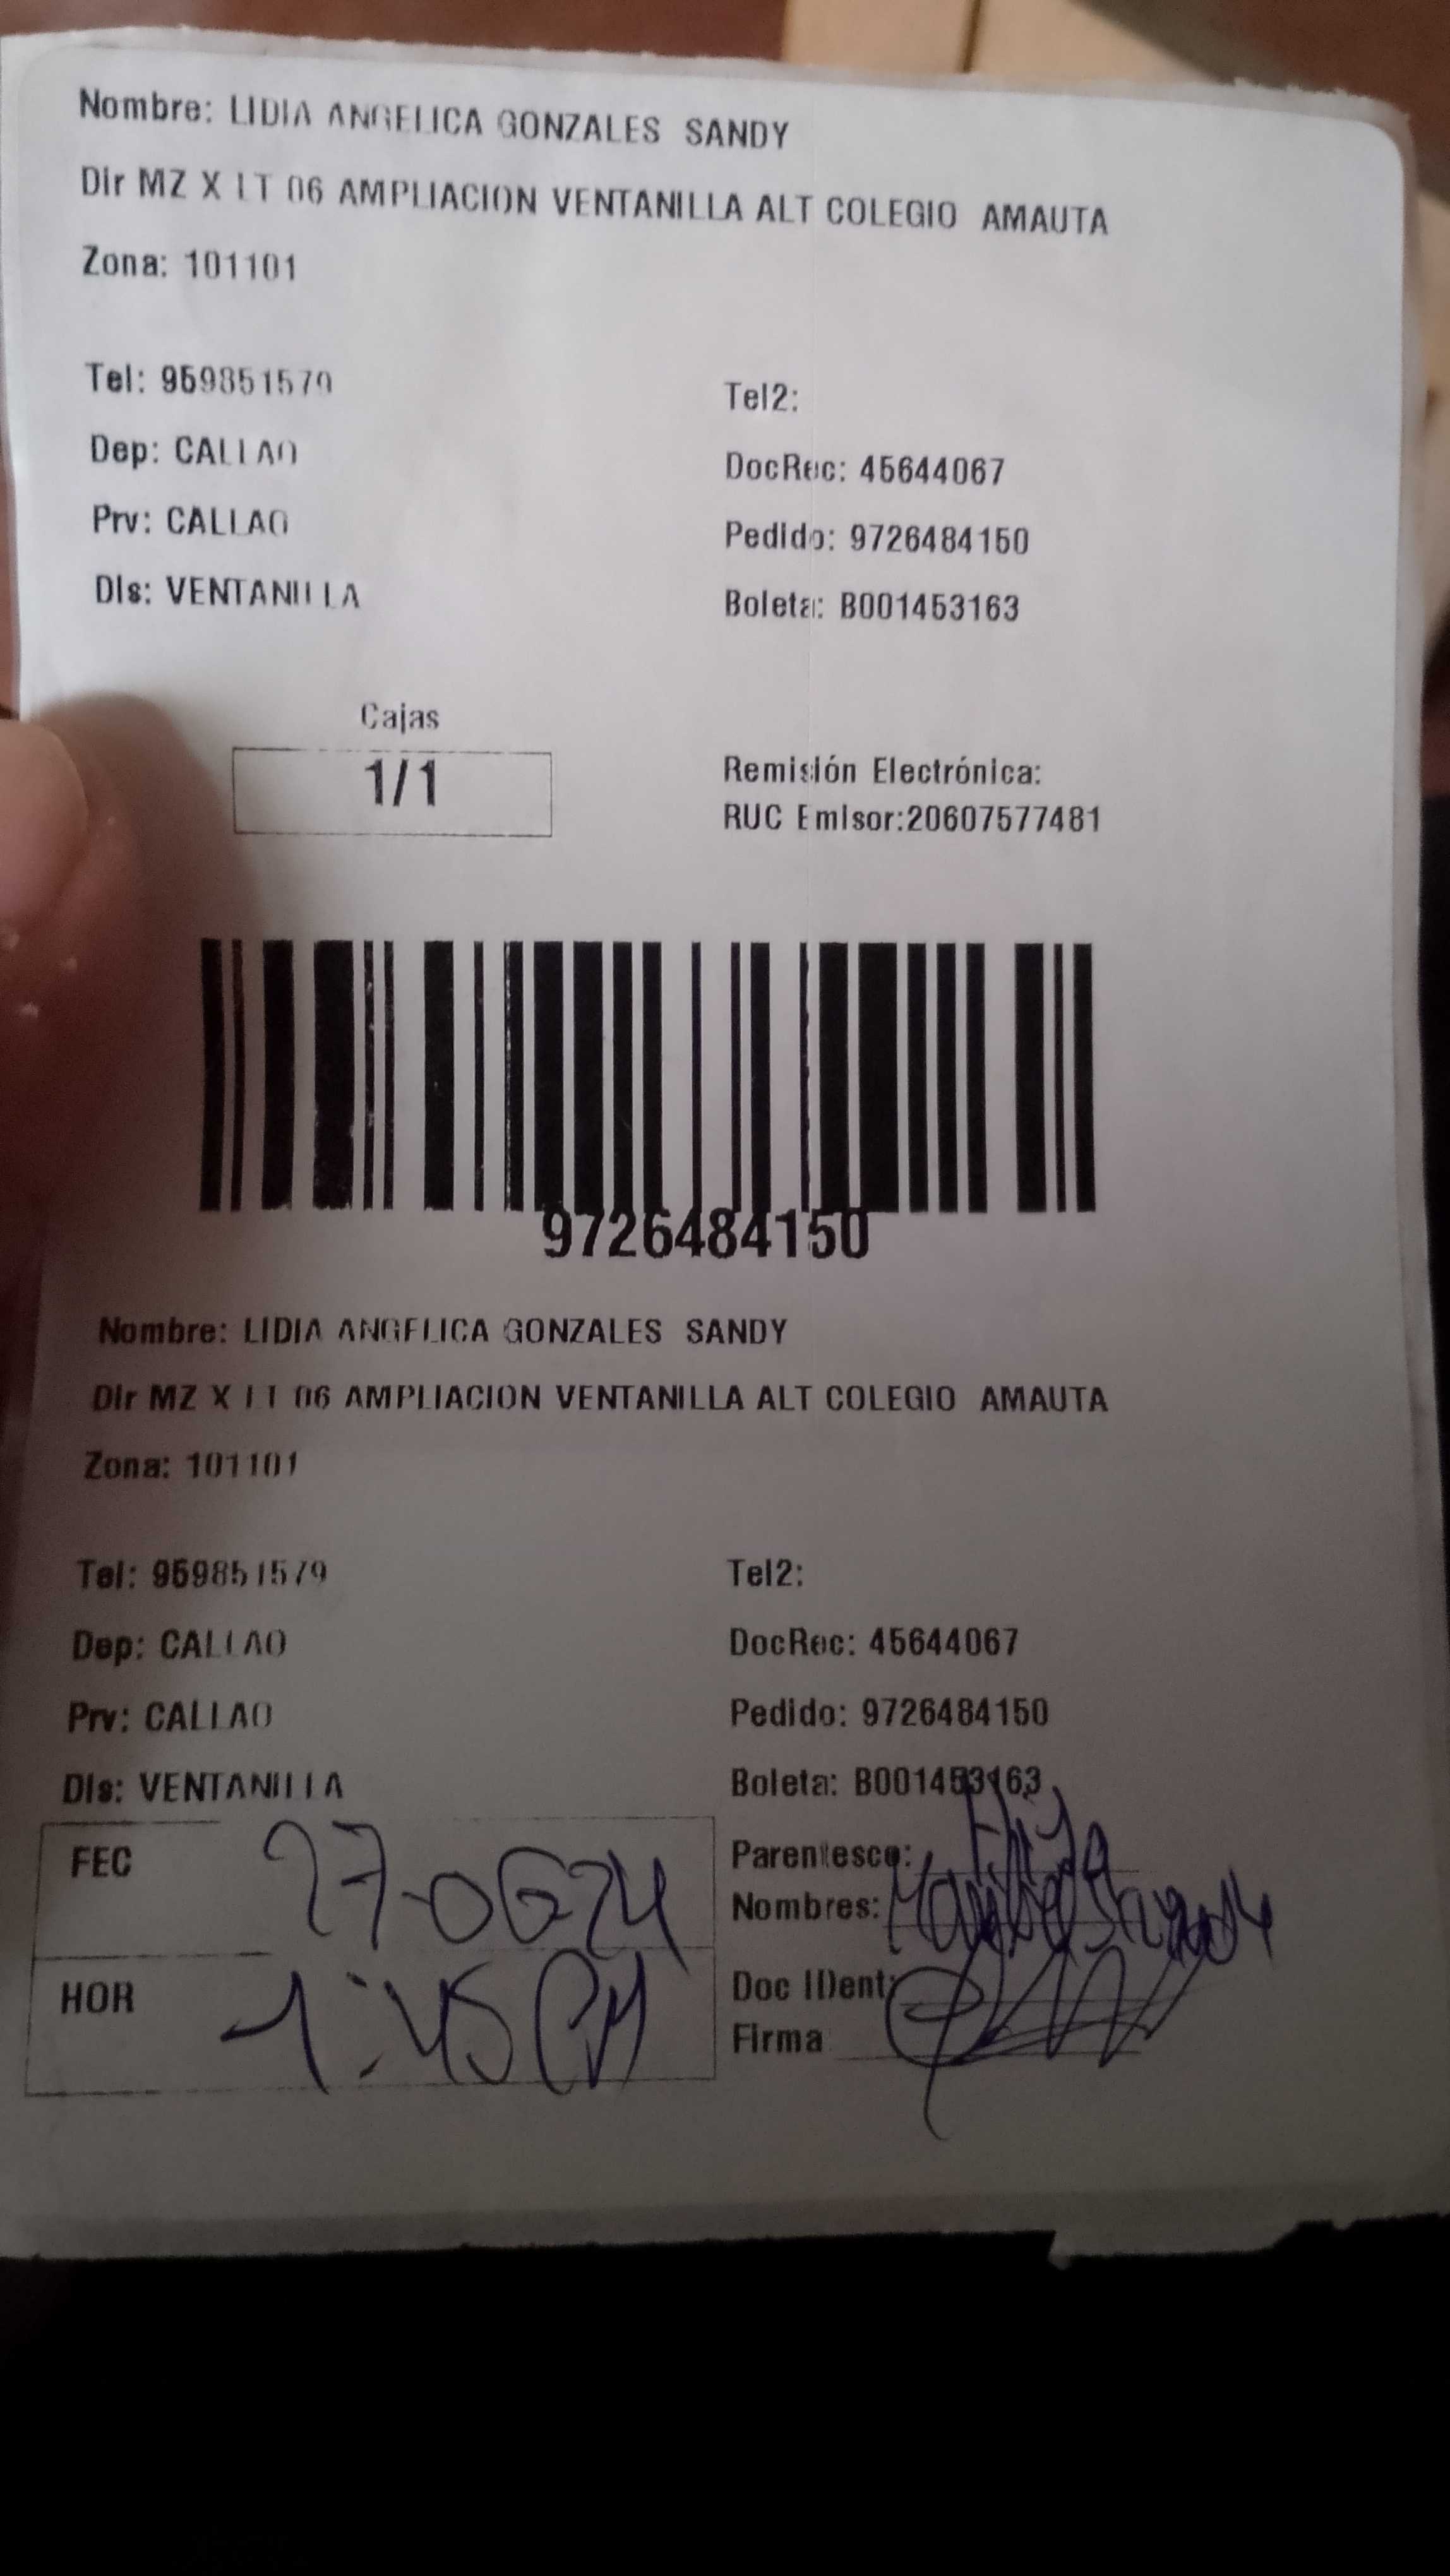 Nombre: LIDIA ANGELICA GONZALES SANDY
Dir MZ X LT 06 AMPLIACION VENTANILLA ALT COLEGIO AMAUTA
Zona: 101101
Tel: 959851579
Tel2:
Dep: CALLAO
DocRec: 45644067
Prv: CALLAO
Pedido: 9726484150
Dis: VENTANILLA
Boleta: B001453163
Cajas
1/1
Remisión Electrónica:
RUC Emisor:20607577481
9726484150
Nombre: LIDIA ANGELICA GONZALES SANDY
Dir MZ X LT 06 AMPLIACION VENTANILLA ALT COLEGIO AMAUTA
Zona: 101101
Tel: 959851579
Tel2:
Dep: CALLAO
DocRec: 45644067
Prv: CALLAO
Pedido: 9726484150
Dis: VENTANILLA
Boleta: B001453163
FEC 27-06-24
Parentesco: Hija
Nombres:
HOR 1:45 PM
Doc IDent:
Firma